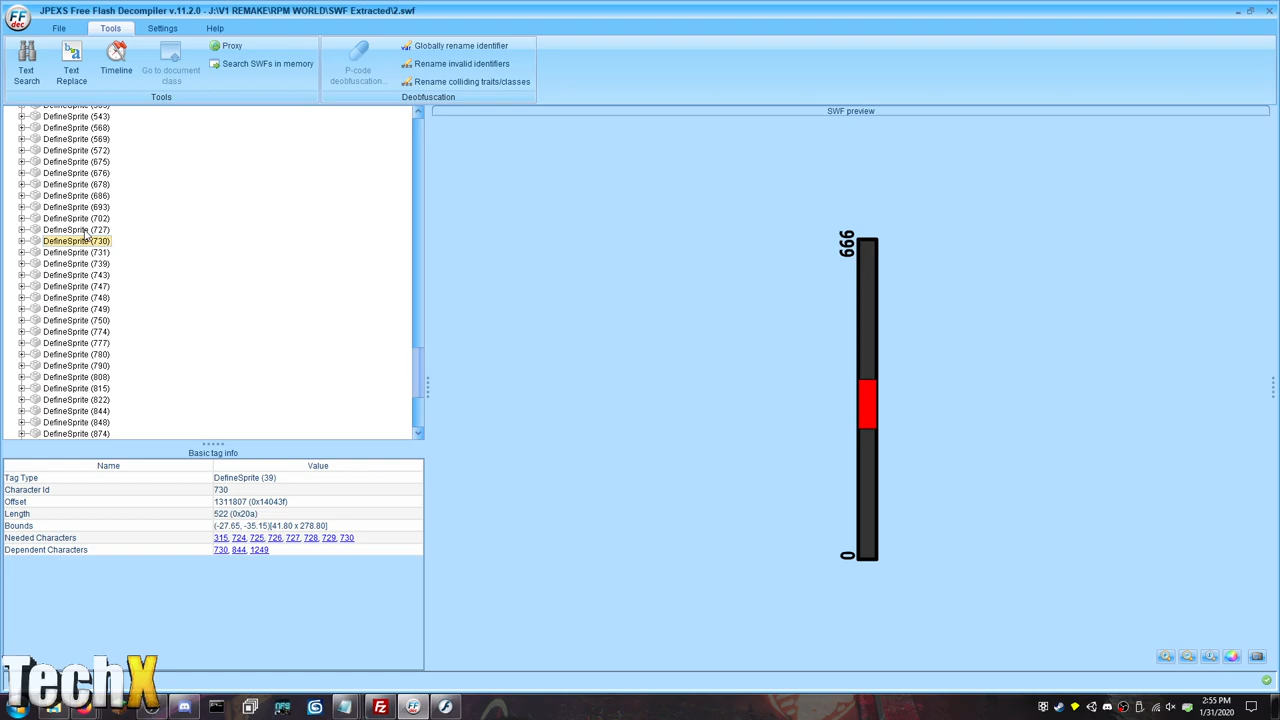 JPEXS Free Flash Decompiler v.11.2.0 - J:\V1 REMAKE\RPM WORLD\SWF Extracted\2.swf
File Tools Settings Help
Text Search
Text Replace
Timeline
Go to document class
Proxy
Search SWFs in memory
Tools
P-code deobfuscation...
Globally rename identifier
Rename invalid identifiers
Rename colliding traits/classes
Deobfuscation
DefineSprite (543)
DefineSprite (568)
DefineSprite (569)
DefineSprite (572)
DefineSprite (675)
DefineSprite (676)
DefineSprite (678)
DefineSprite (686)
DefineSprite (693)
DefineSprite (702)
DefineSprite (727)
DefineSprite (730)
DefineSprite (731)
DefineSprite (739)
DefineSprite (743)
DefineSprite (747)
DefineSprite (748)
DefineSprite (749)
DefineSprite (750)
DefineSprite (774)
DefineSprite (777)
DefineSprite (780)
DefineSprite (790)
DefineSprite (808)
DefineSprite (815)
DefineSprite (822)
DefineSprite (844)
DefineSprite (848)
DefineSprite (874)
SWF preview
999
0
Basic tag info
Name Value
Tag Type DefineSprite (39)
Character Id 730
Offset 1311807 (0x14043f)
Length 522 (0x20a)
Bounds (-27.65, -35.15)[41.80 x 278.80]
Needed Characters 315, 724, 725, 726, 727, 728, 729, 730
Dependent Characters 730, 844, 1249
TechX
2:55 PM
1/31/2020